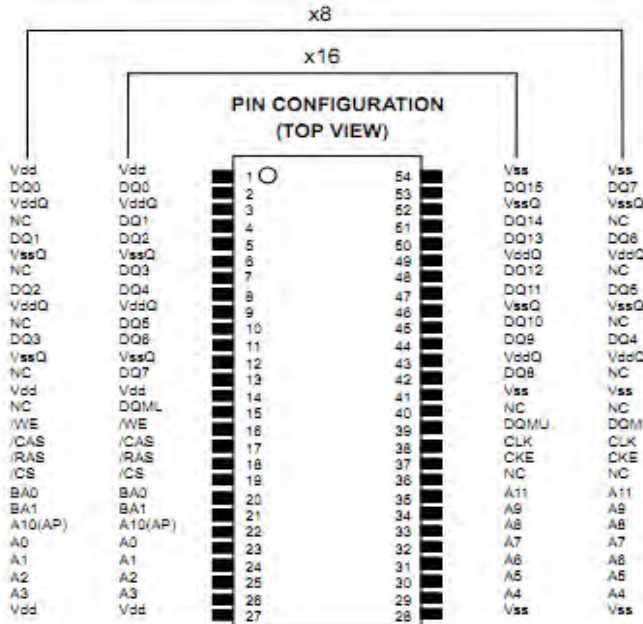 x8
x16
PIN CONFIGURATION
(TOP VIEW)
Vdd Vdd 1 54 Vss Vss
DQ0 DQ0 2 53 DQ15 DQ7
VddQ VddQ 3 52 VssQ VssQ
NC DQ1 4 51 DQ14 NC
DQ1 DQ2 5 50 DQ13 DQ6
VssQ VssQ 6 49 VddQ VddQ
NC DQ3 7 48 DQ12 NC
DQ2 DQ4 8 47 DQ11 DQ5
VddQ VddQ 9 46 VssQ VssQ
NC DQ5 10 45 DQ10 NC
DQ3 DQ6 11 44 DQ9 DQ4
VssQ VssQ 12 43 VddQ VddQ
NC DQ7 13 42 DQ8 NC
Vdd Vdd 14 41 Vss Vss
NC DQML 15 40 NC NC
/WE /WE 16 39 DQMU DQM
/CAS /CAS 17 38 CLK CLK
/RAS /RAS 18 37 CKE CKE
/CS /CS 19 36 NC NC
BA0 BA0 20 35 A11 A11
BA1 BA1 21 34 A9 A9
A10(AP) A10(AP) 22 33 A8 A8
A0 A0 23 32 A7 A7
A1 A1 24 31 A6 A6
A2 A2 25 30 A5 A5
A3 A3 26 29 A4 A4
Vdd Vdd 27 28 Vss Vss